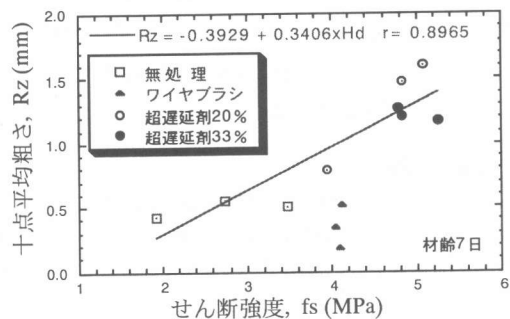 Rz = -0.3929 + 0.3406xHd r= 0.8965
無処理
ワイヤブラシ
超遅延剤20%
超遅延剤33%
材齢7日
2.0
1.5
1.0
0.5
0.0
1 2 3 4 5 6
十点平均粗さ, Rz (mm)
せん断強度, fs (MPa)